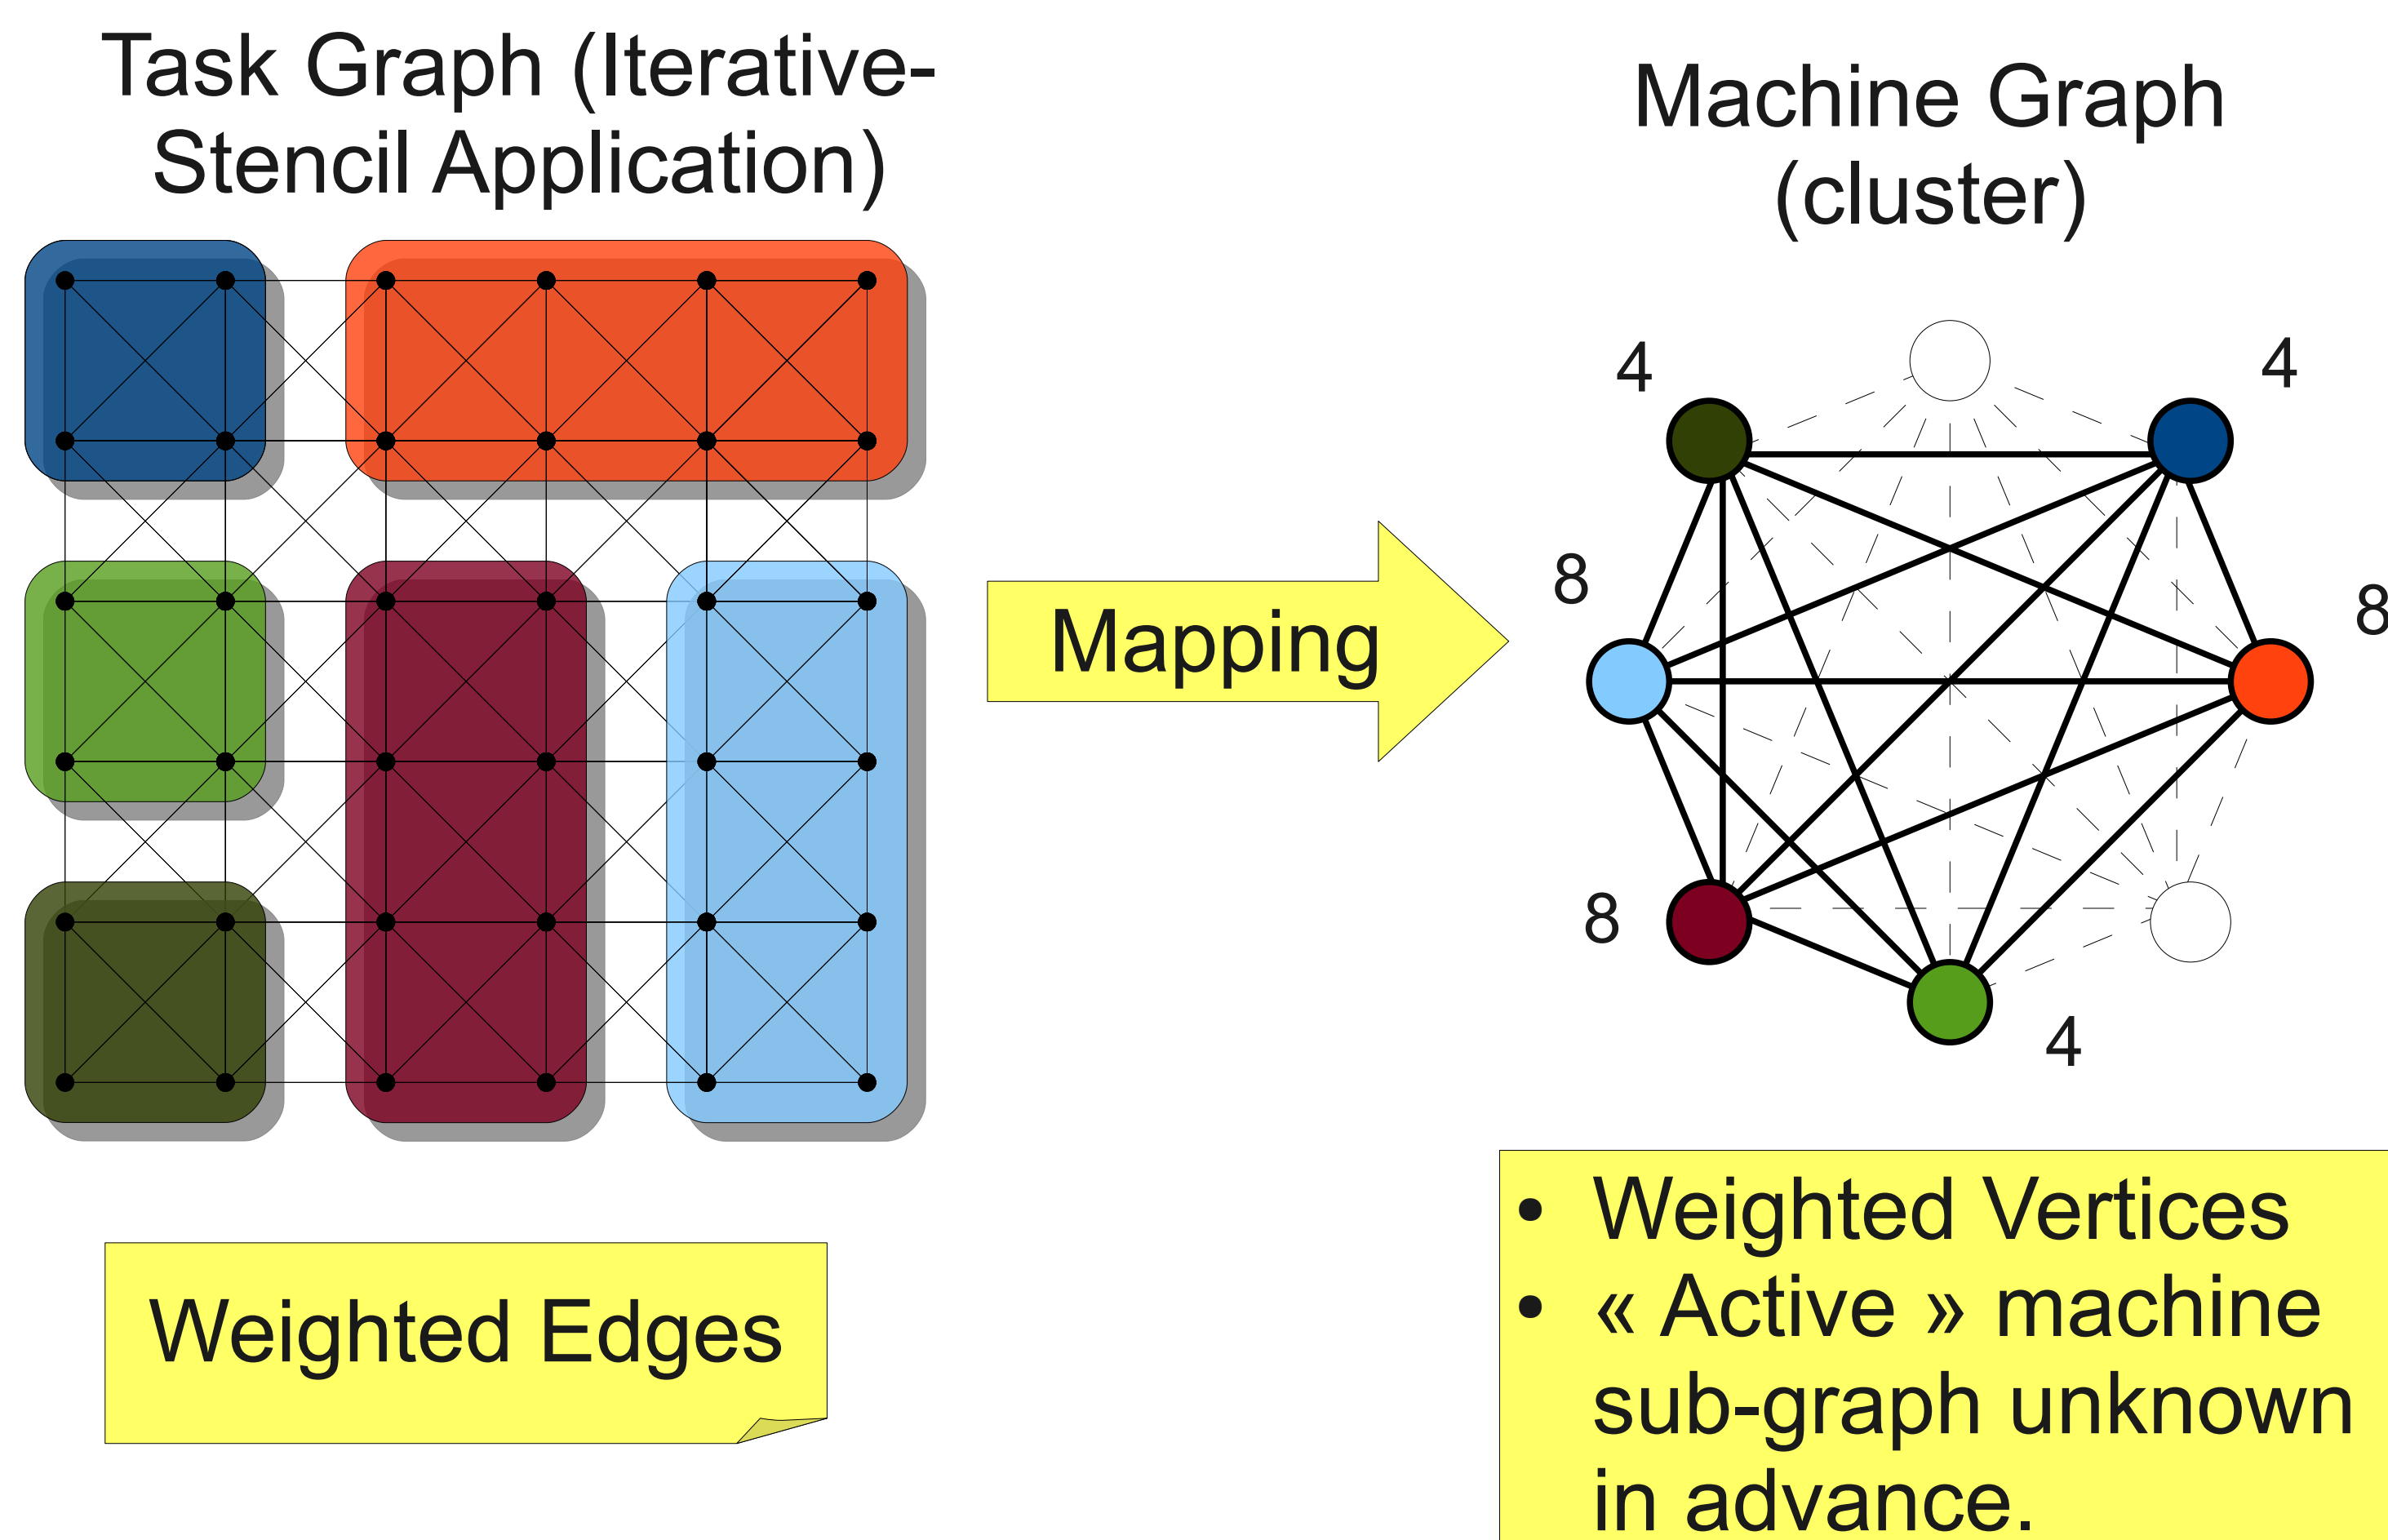 Task Graph (Iterative-
Stencil Application)
Machine Graph
(cluster)
4
4
8
8
Mapping
8
4
Weighted Edges
• Weighted Vertices
• « Active » machine
sub-graph unknown
in advance.